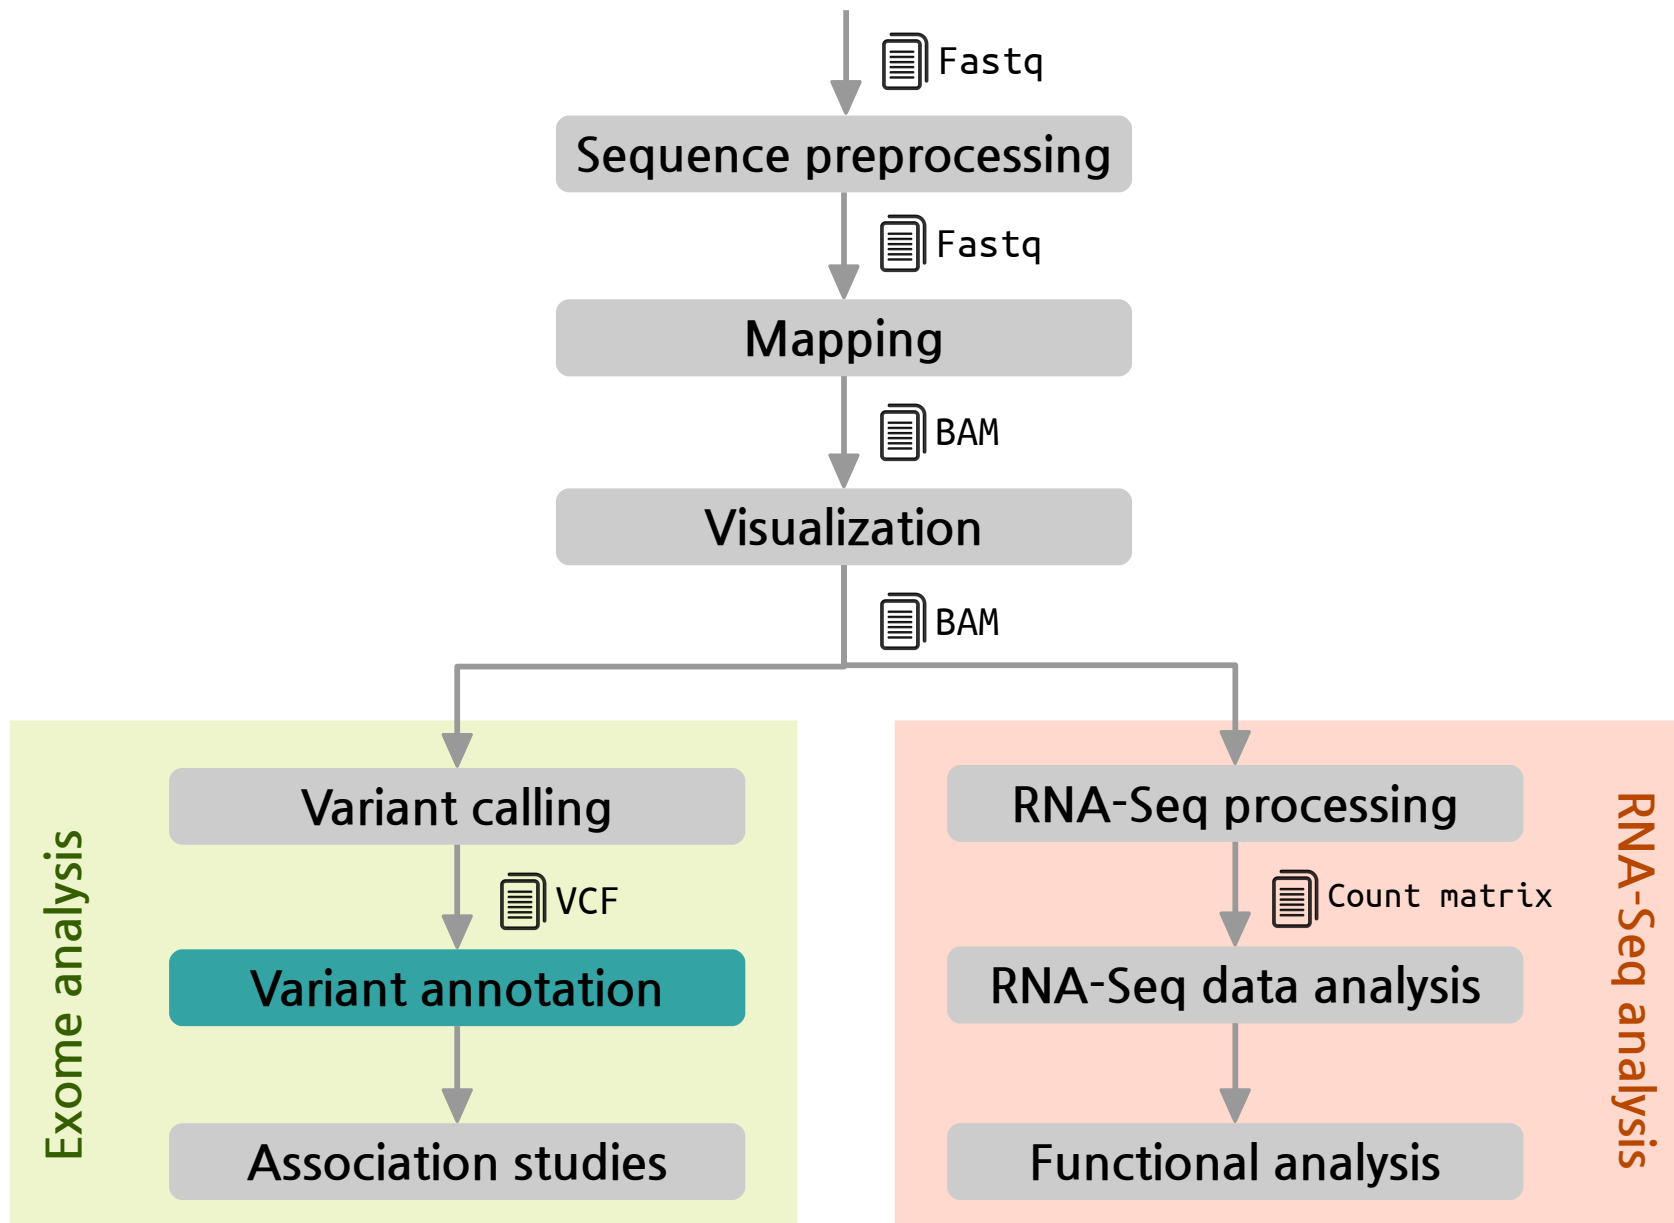 Fastq
Sequence preprocessing
Fastq
Mapping
BAM
Visualization
BAM
Exome analysis
Variant calling
VCF
Variant annotation
Association studies
RNA-Seq processing
Count matrix
RNA-Seq data analysis
Functional analysis
RNA-Seq analysis